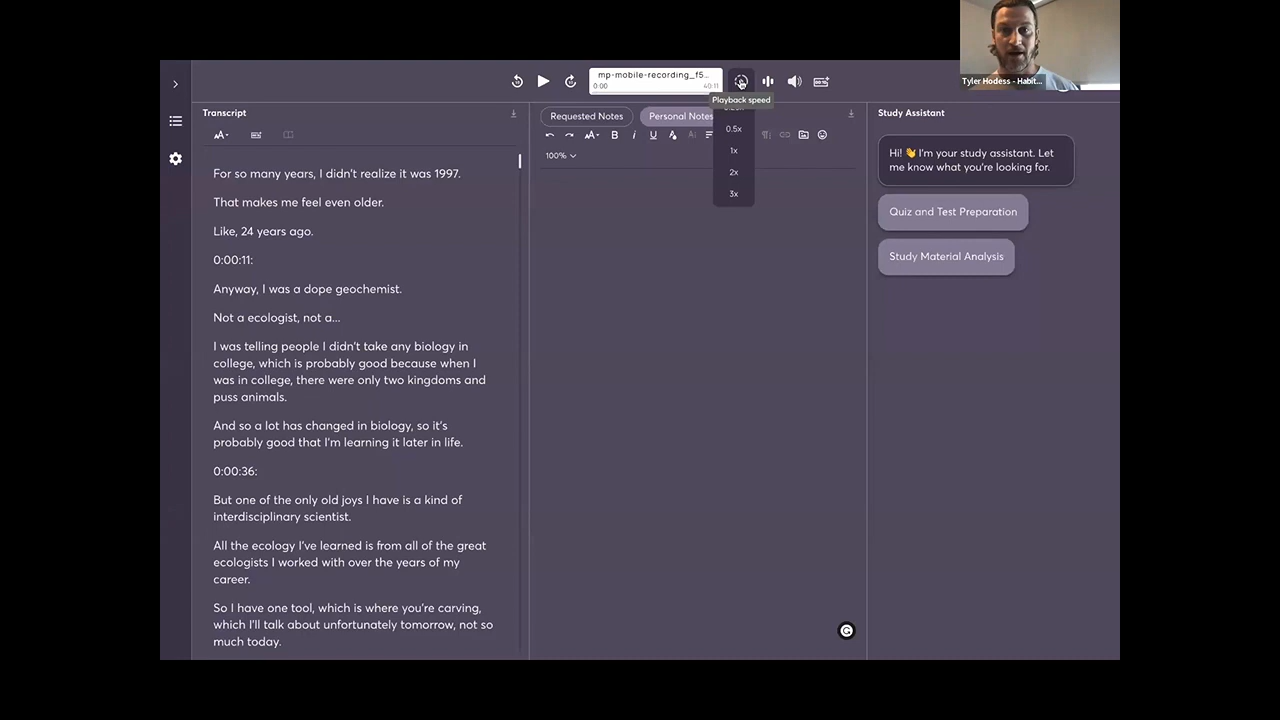 Tyler Hodess - Habit...
mp-mobile-recording_f5...
0:00
40:11
Playback speed
0.5x
1x
2x
3x
Transcript
For so many years, I didn't realize it was 1997.
That makes me feel even older.
Like, 24 years ago.
0:00:11:
Anyway, I was a dope geochemist.
Not a ecologist, not a...
I was telling people I didn't take any biology in
college, which is probably good because when I
was in college, there were only two kingdoms and
puss animals.
And so a lot has changed in biology, so it's
probably good that I'm learning it later in life.
0:00:36:
But one of the only old joys I have is a kind of
interdisciplinary scientist.
All the ecology I've learned is from all of the great
ecologists I worked with over the years of my
career.
So I have one tool, which is where you're carving,
which I'll talk about unfortunately tomorrow, not so
much today.
Requested Notes
Personal Notes
100%
Study Assistant
Hi! 👋 I'm your study assistant. Let
me know what you're looking for.
Quiz and Test Preparation
Study Material Analysis